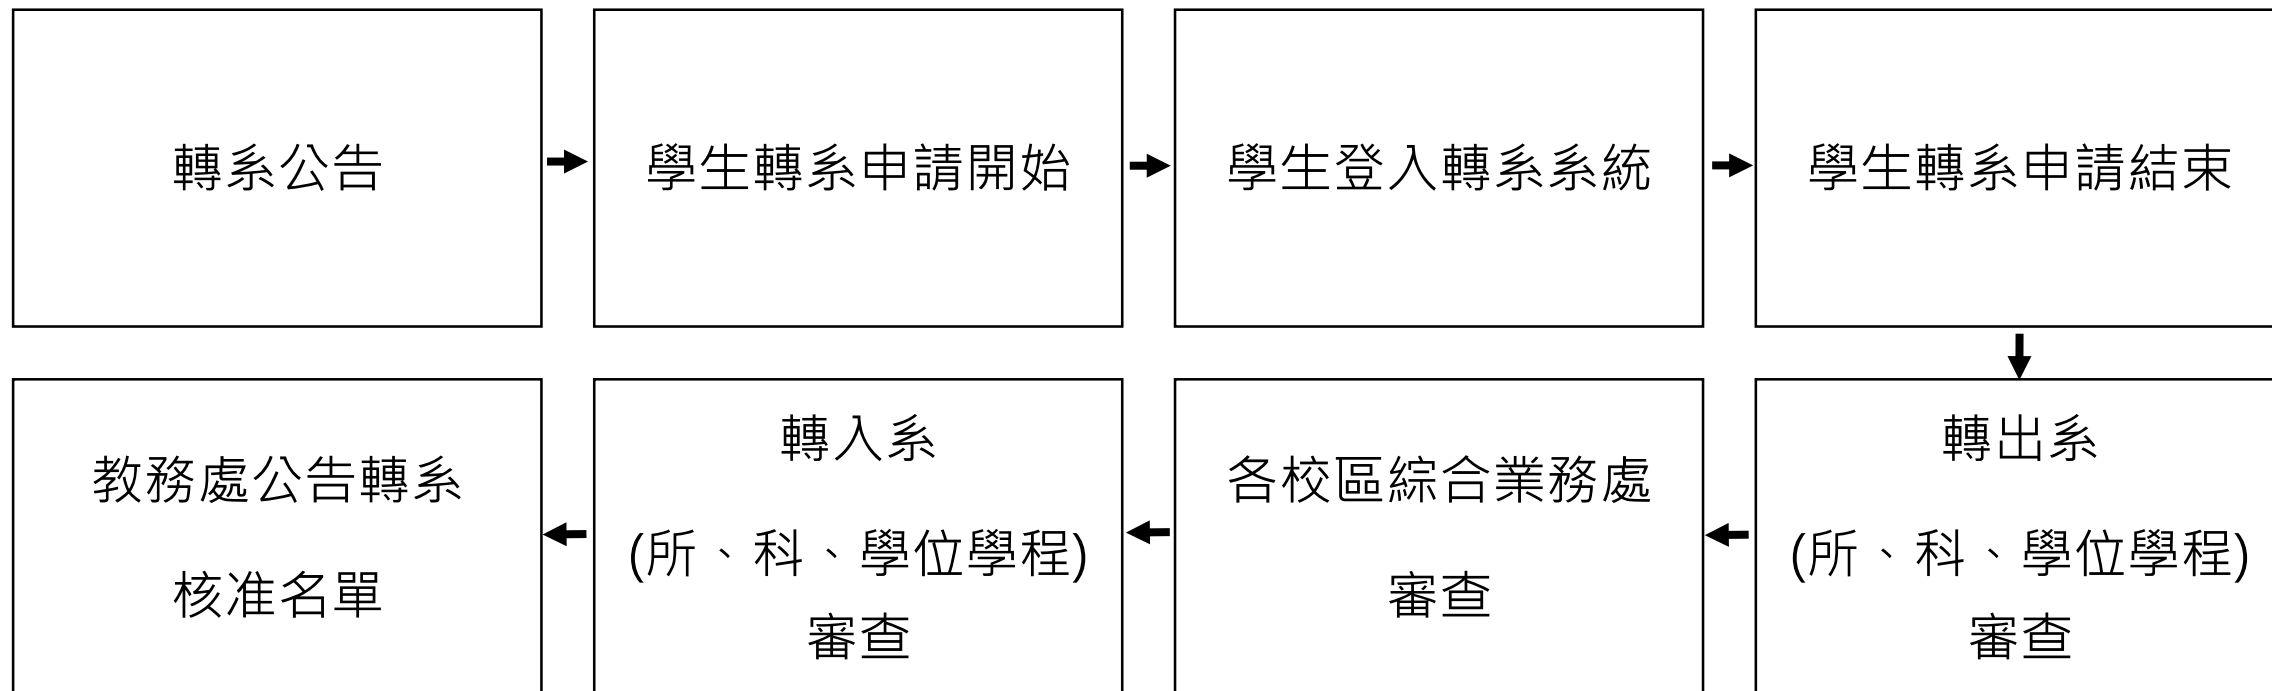 轉系公告
學生轉系申請開始
學生登入轉系系統
學生轉系申請結束
轉出系
(所、科、學位學程)
審查
各校區綜合業務處
審查
轉入系
(所、科、學位學程)
審查
教務處公告轉系
核准名單